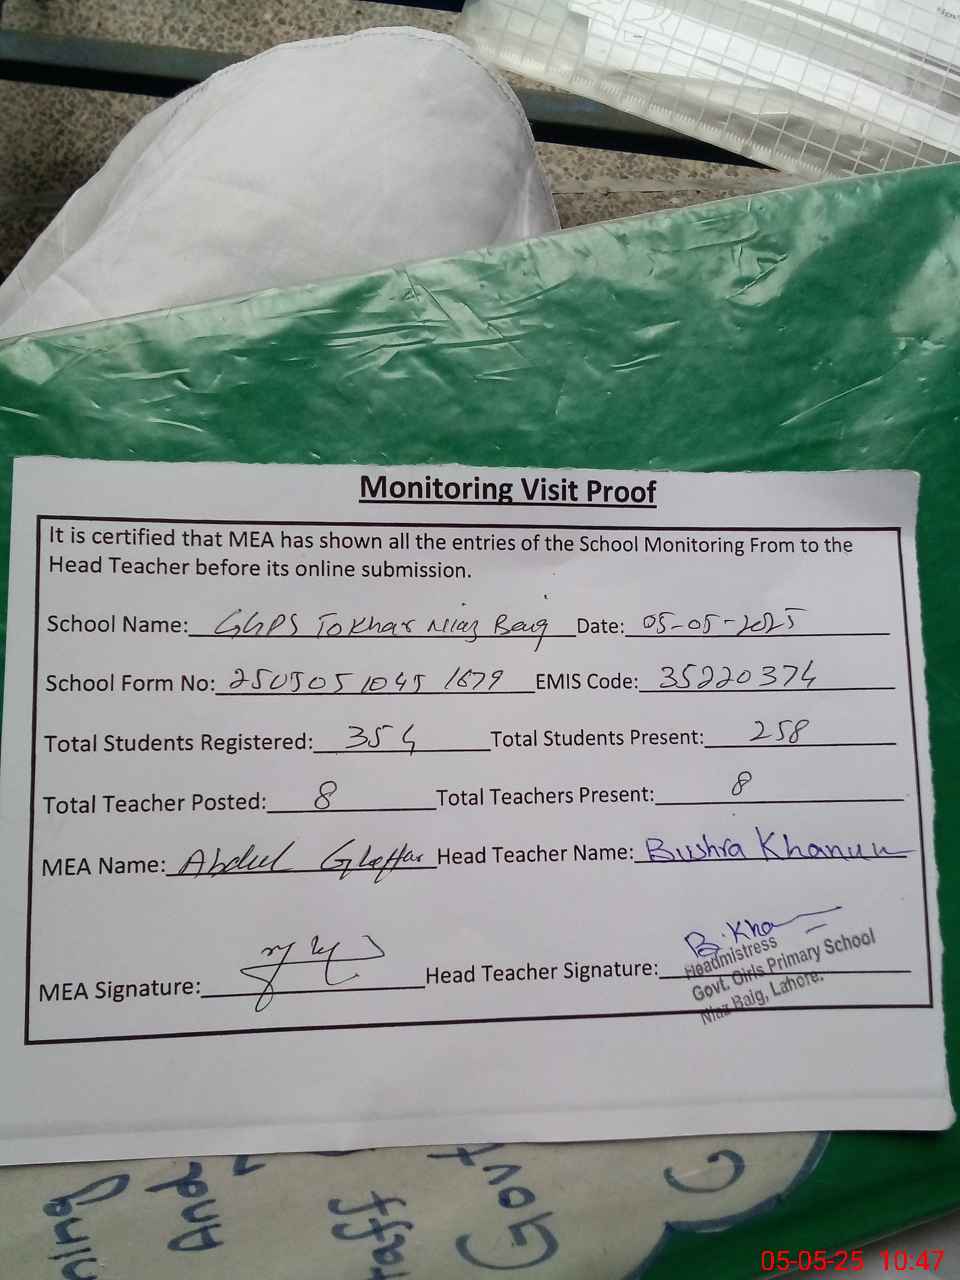 Monitoring Visit Proof
It is certified that MEA has shown all the entries of the School Monitoring From to the
Head Teacher before its online submission.
School Name: GGPS Tokhar Niaz Baig Date: 05-05-2025
School Form No: 250505 1045 1679 EMIS Code: 35220374
Total Students Registered: 354 Total Students Present: 258
Total Teacher Posted: 8 Total Teachers Present: 8
MEA Name: Abdul Ghaffar Head Teacher Name: Bushra Khanum
B. Kha
MEA Signature: Head Teacher Signature:
Headmistress
Govt. Girls Primary School
Niaz Baig, Lahore.
And
Staff
Gov
G
05-05-25 10:47